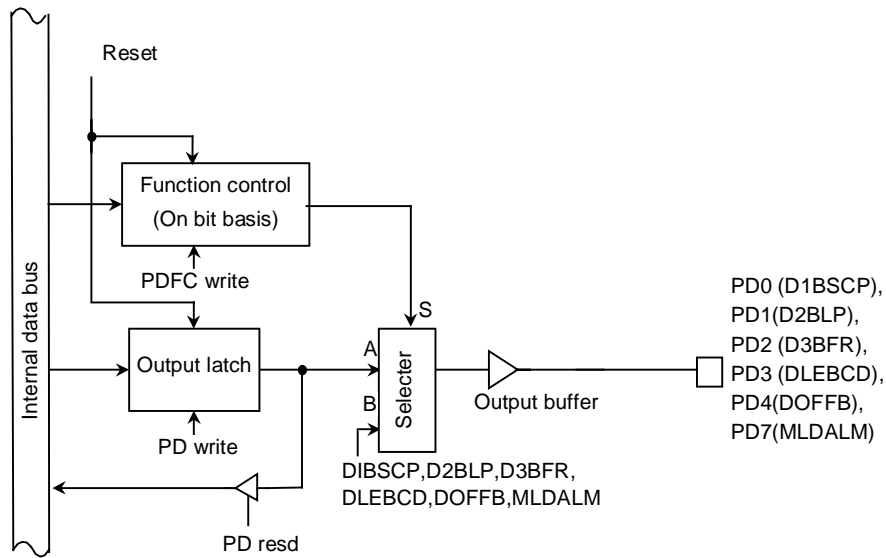 Reset
Function control
(On bit basis)
PDFC write
Internal data bus
Output latch
PD write
PD resd
S
A
B
Selecter
DIBSCP,D2BLP,D3BFR,
DLEBCD,DOFFB,MLDALM
Output buffer
PD0 (D1BSCP),
PD1(D2BLP),
PD2 (D3BFR),
PD3 (DLEBCD),
PD4(DOFFB),
PD7(MLDALM)